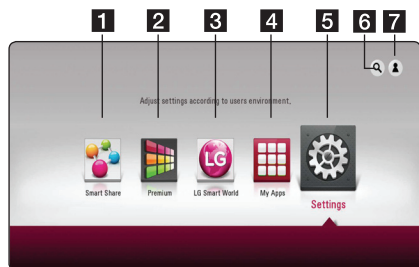 1 2 3 4 5 6 7
Adjust settings according to users environment.
LG
Smart Share Premium LG Smart World My Apps Settings